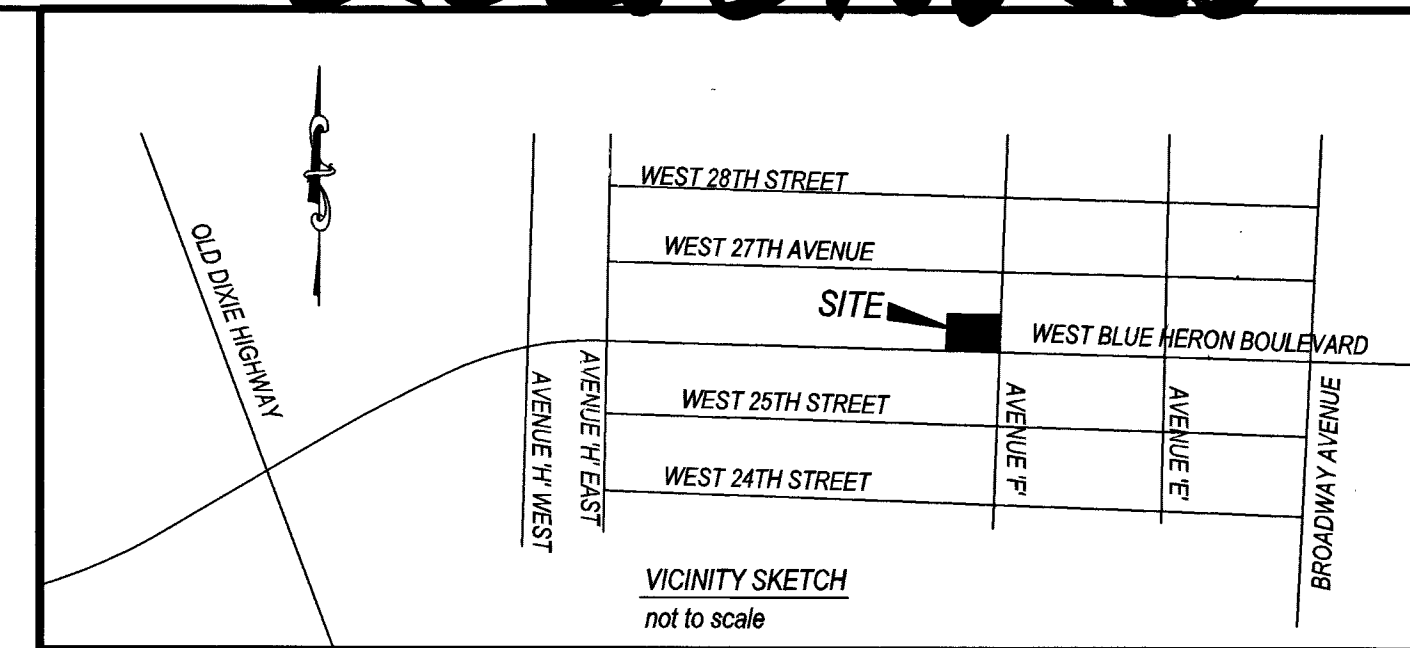 WEST 28TH STREET
OLD DIXIE HIGHWAY
WEST 27TH AVENUE
SITE
WEST BLUE HERON BOULEVARD
AVENUE 'H' WEST
AVENUE 'H' EAST
WEST 25TH STREET
AVENUE 'F'
AVENUE 'E'
BROADWAY AVENUE
WEST 24TH STREET
VICINITY SKETCH
not to scale